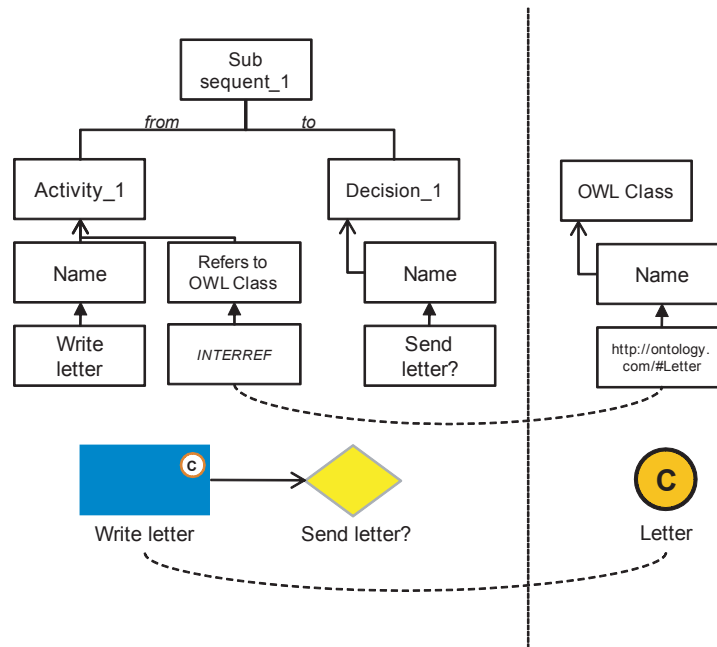 Sub
sequent_1
from
to
Activity_1
Decision_1
OWL Class
Name
Refers to
OWL Class
Name
Name
Write
letter
INTERREF
Send
letter?
http://ontology.
com/#Letter
C
C
Write letter
Send letter?
Letter